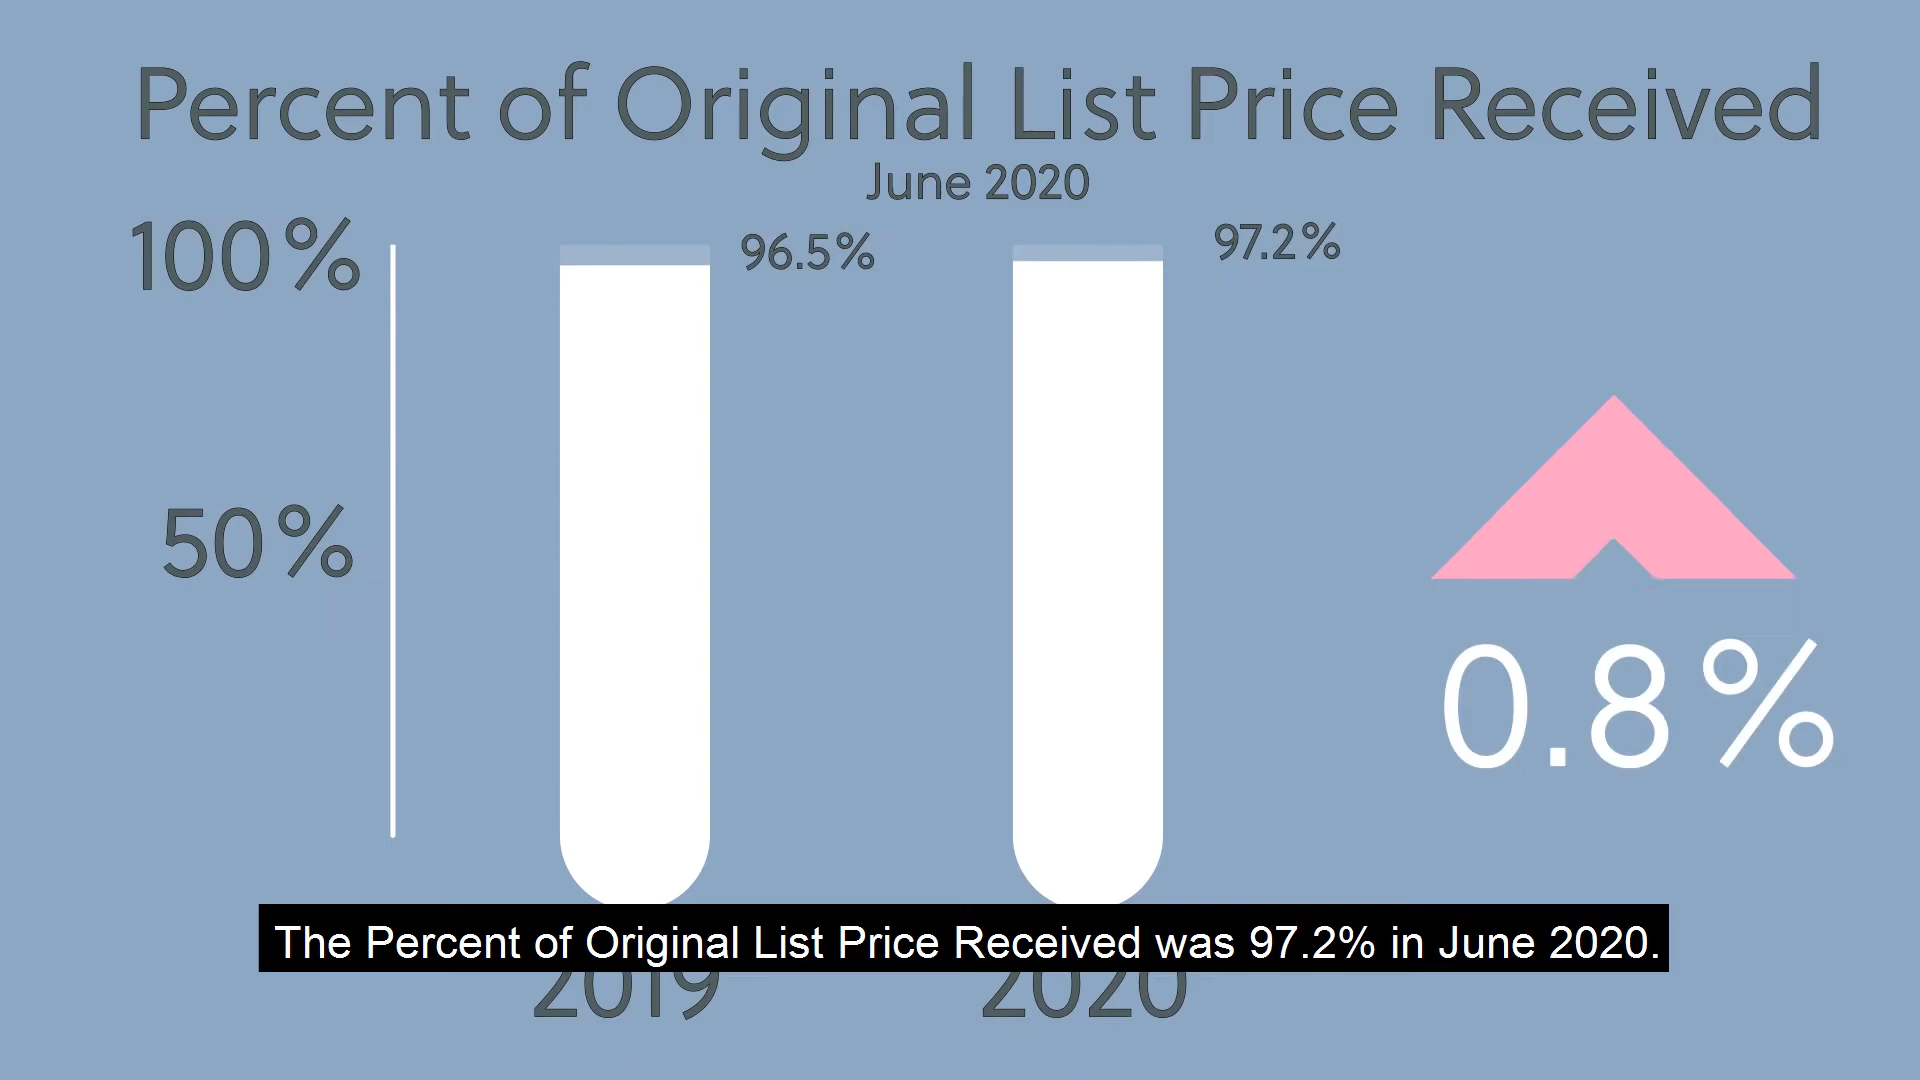 Percent of Original List Price Received
June 2020
100%
96.5%
97.2%
50%
0.8%
The Percent of Original List Price Received was 97.2% in June 2020.
2019
2020